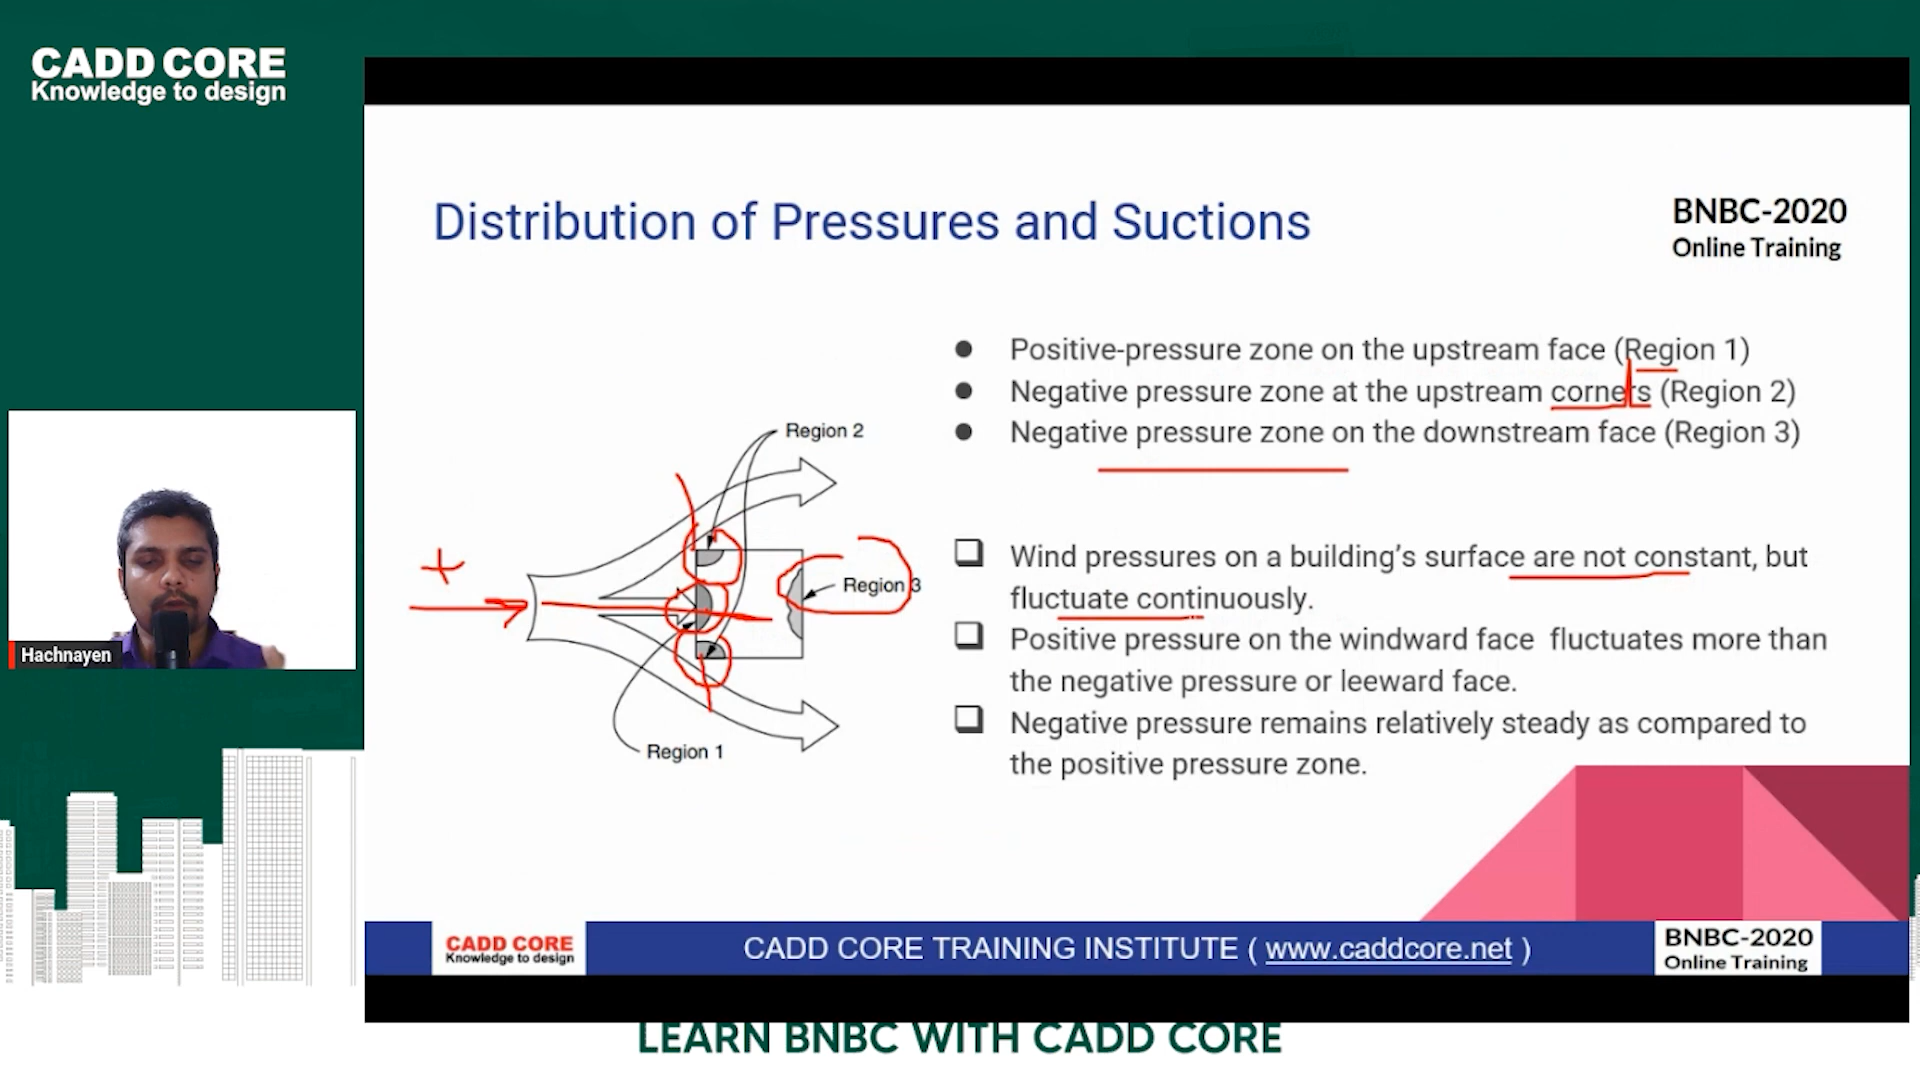 CADD CORE
Knowledge to design
Distribution of Pressures and Suctions
BNBC-2020
Online Training
● Positive-pressure zone on the upstream face (Region 1)
● Negative pressure zone at the upstream corners (Region 2)
● Negative pressure zone on the downstream face (Region 3)
Region 2
+
Region 3
Region 1
❑ Wind pressures on a building's surface are not constant, but
fluctuate continuously.
❑ Positive pressure on the windward face fluctuates more than
the negative pressure or leeward face.
❑ Negative pressure remains relatively steady as compared to
the positive pressure zone.
Hachnayen
CADD CORE
Knowledge to design
CADD CORE TRAINING INSTITUTE ( www.caddcore.net )
BNBC-2020
Online Training
LEARN BNBC WITH CADD CORE